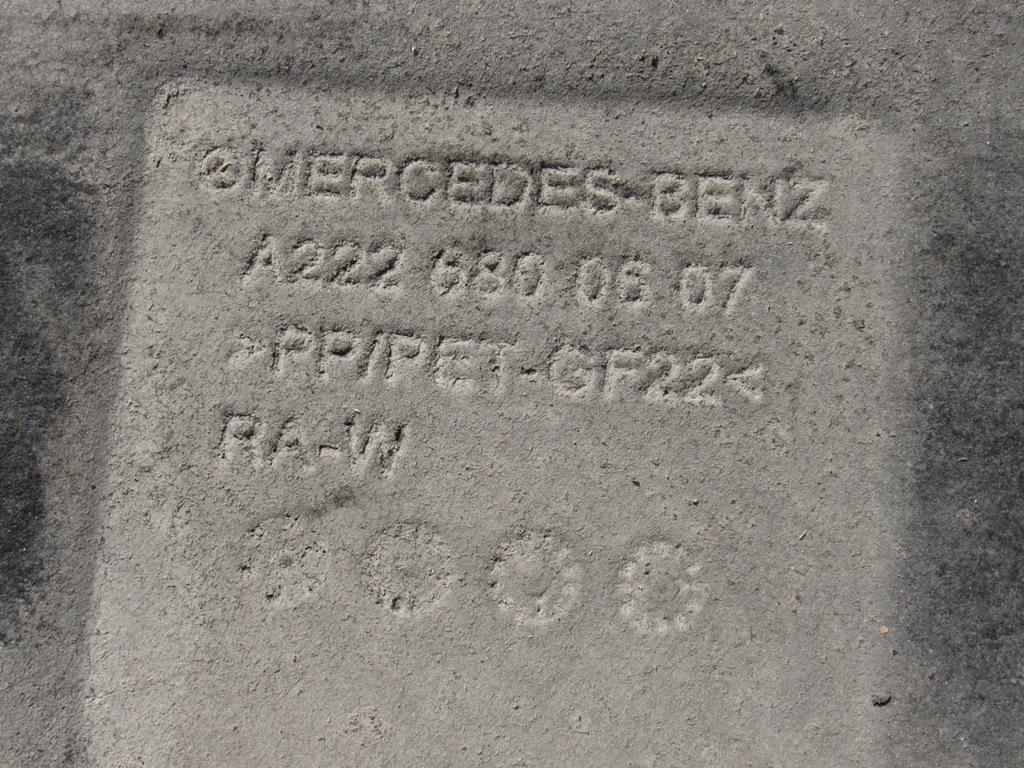 MERCEDES-BENZ
A222 680 06 07
>PP/PET-GF22<
RA-W